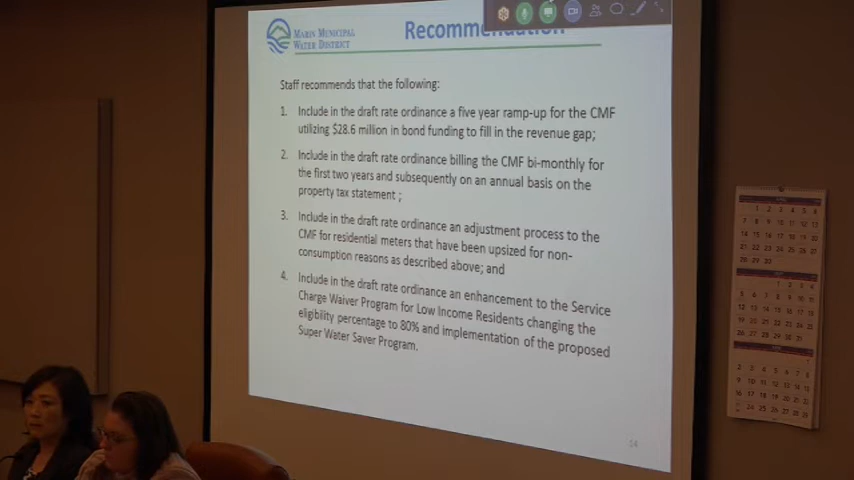 MARIN MUNICIPAL
WATER DISTRICT
Recommendation
Staff recommends that the following:
1. Include in the draft rate ordinance a five year ramp-up for the CMF
utilizing $28.6 million in bond funding to fill in the revenue gap;
2. Include in the draft rate ordinance billing the CMF bi-monthly for
the first two years and subsequently on an annual basis on the
property tax statement ;
3. Include in the draft rate ordinance an adjustment process to the
CMF for residential meters that have been upsized for non-
consumption reasons as described above; and
4. Include in the draft rate ordinance an enhancement to the Service
Charge Waiver Program for Low Income Residents changing the
eligibility percentage to 80% and implementation of the proposed
Super Water Saver Program.
14